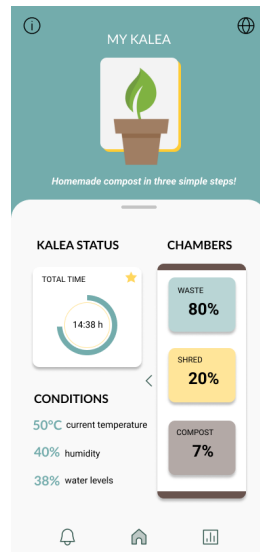 MY KALEA
Homemade compost in three simple steps!
KALEA STATUS
CHAMBERS
TOTAL TIME
14:38 h
WASTE
80%
SHRED
20%
CONDITIONS
50°C current temperature
40% humidity
38% water levels
COMPOST
7%